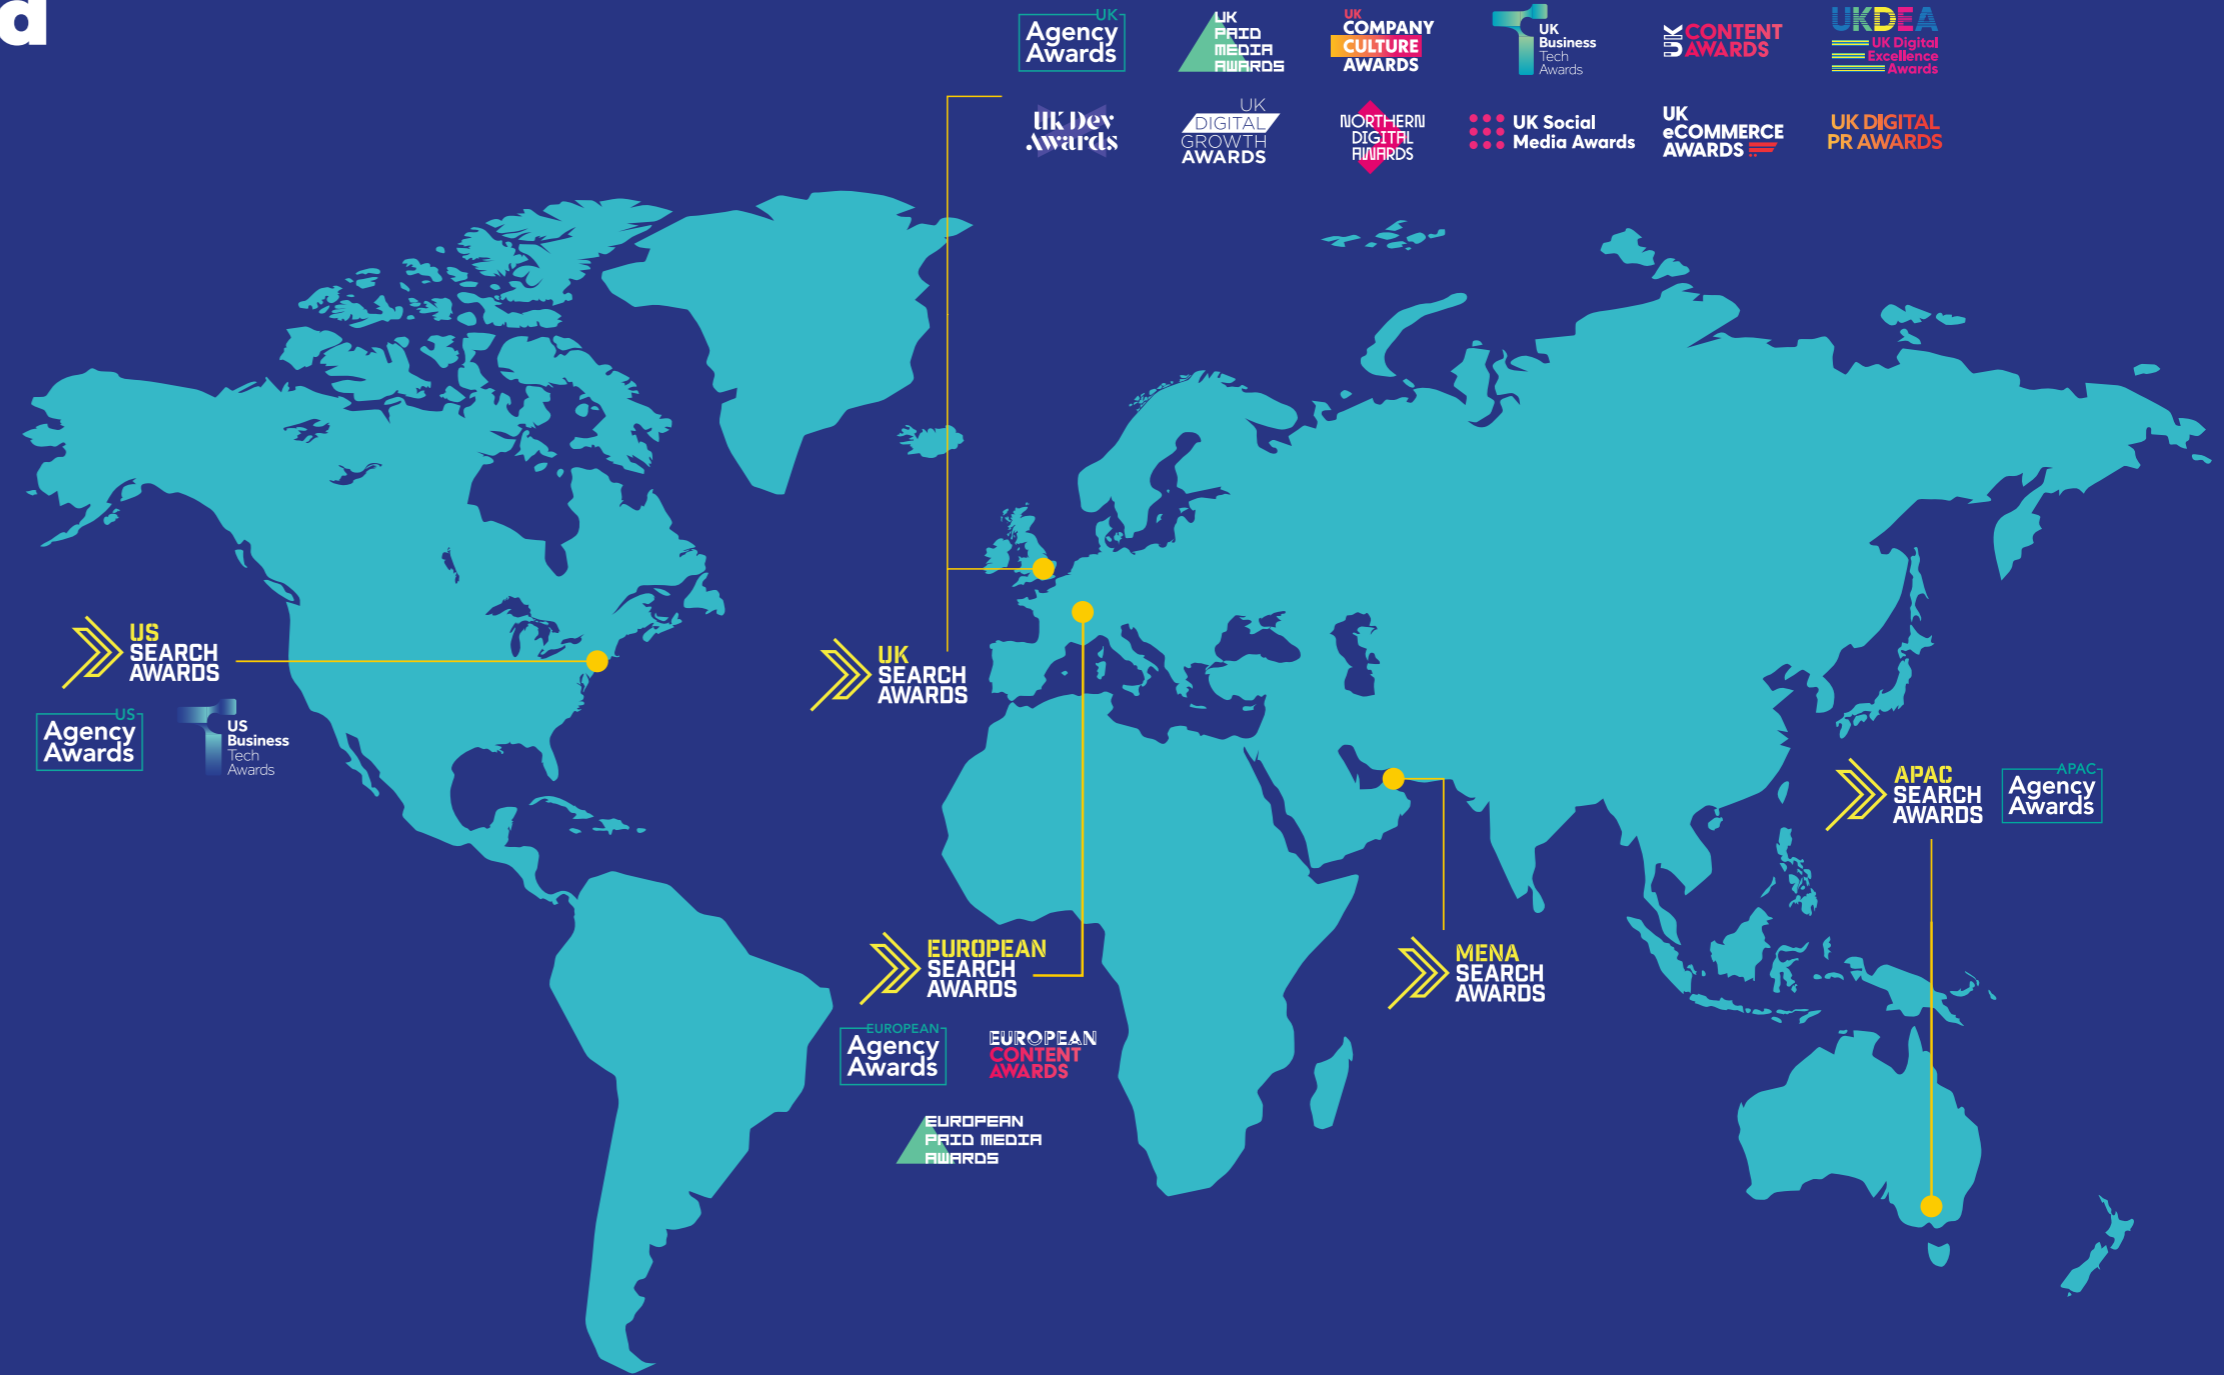 d
UK
Agency
Awards
UK
PAID
MEDIA
AWARDS
UK
COMPANY
CULTURE
AWARDS
UK
Business
Tech
Awards
UK
CONTENT
AWARDS
UKDEA
UK Digital
Excellence
Awards
UK Dev
Awards
UK
DIGITAL
GROWTH
AWARDS
NORTHERN
DIGITAL
AWARDS
UK Social
Media Awards
UK
eCOMMERCE
AWARDS
UK DIGITAL
PR AWARDS
US
SEARCH
AWARDS
US
Agency
Awards
US
Business
Tech
Awards
UK
SEARCH
AWARDS
APAC
SEARCH
AWARDS
APAC
Agency
Awards
EUROPEAN
SEARCH
AWARDS
MENA
SEARCH
AWARDS
EUROPEAN
Agency
Awards
EUROPEAN
CONTENT
AWARDS
EUROPEAN
PAID MEDIA
AWARDS